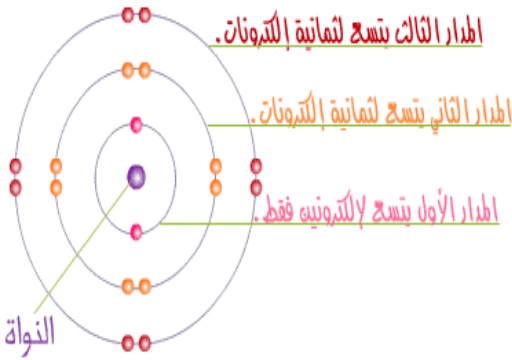 المدار الثالث يتسع لثمانية إلكترونات.
المدار الثاني يتسع لثمانية إلكترونات.
المدار الأول يتسع لإلكترونين فقط.
النواة